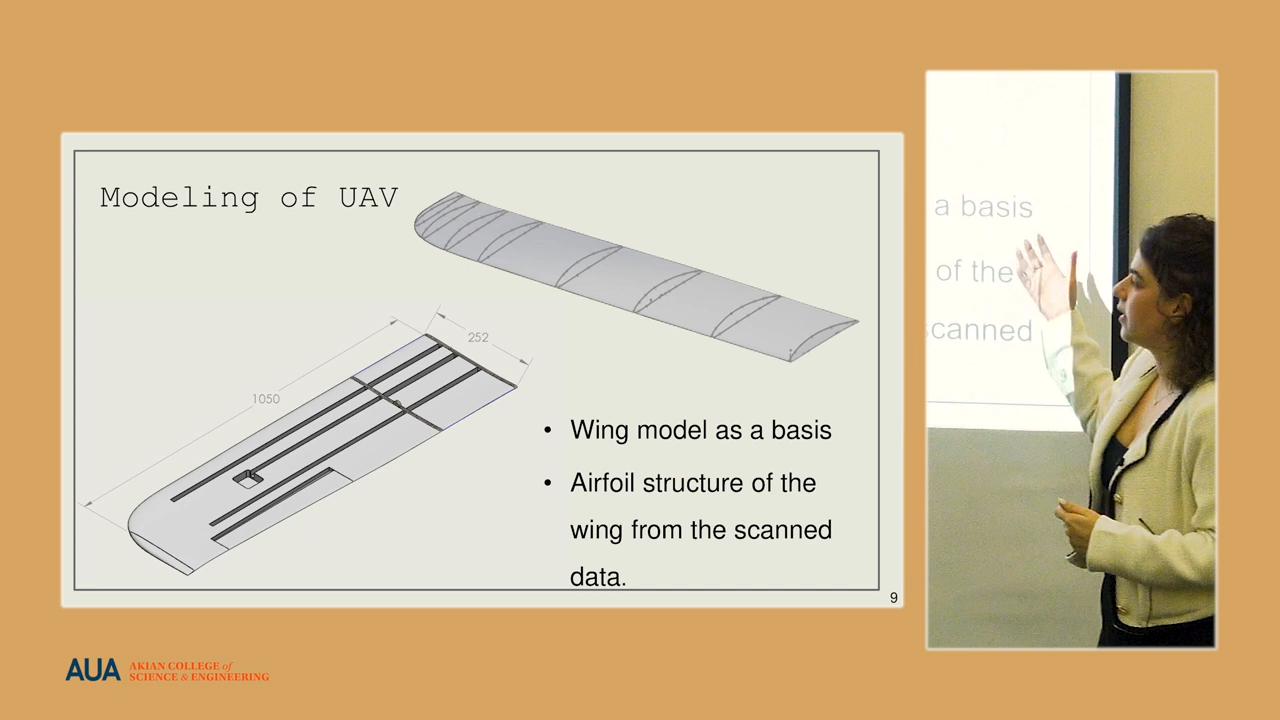 Modeling of UAV
252
1050
• Wing model as a basis
• Airfoil structure of the
wing from the scanned
data.
9
a basis
of the
scanned
AUA AKIAN COLLEGE of
SCIENCE & ENGINEERING